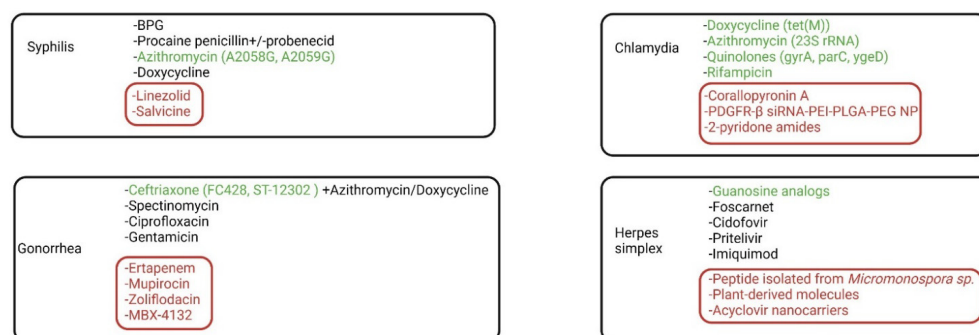 Syphilis
-BPG
-Procaine penicillin+/-probenecid
-Azithromycin (A2058G, A2059G)
-Doxycycline
-Linezolid
-Salvicine
Chlamydia
-Doxycycline (tet(M))
-Azithromycin (23S rRNA)
-Quinolones (gyrA, parC, ygeD)
-Rifampicin
-Corallopyronin A
-PDGFR-β siRNA-PEI-PLGA-PEG NP
-2-pyridone amides
Gonorrhea
-Ceftriaxone (FC428, ST-12302 ) +Azithromycin/Doxycycline
-Spectinomycin
-Ciprofloxacin
-Gentamicin
-Ertapenem
-Mupirocin
-Zoliflodacin
-MBX-4132
Herpes
simplex
-Guanosine analogs
-Foscarnet
-Cidofovir
-Pritelivir
-Imiquimod
-Peptide isolated from Micromonospora sp.
-Plant-derived molecules
-Acyclovir nanocarriers